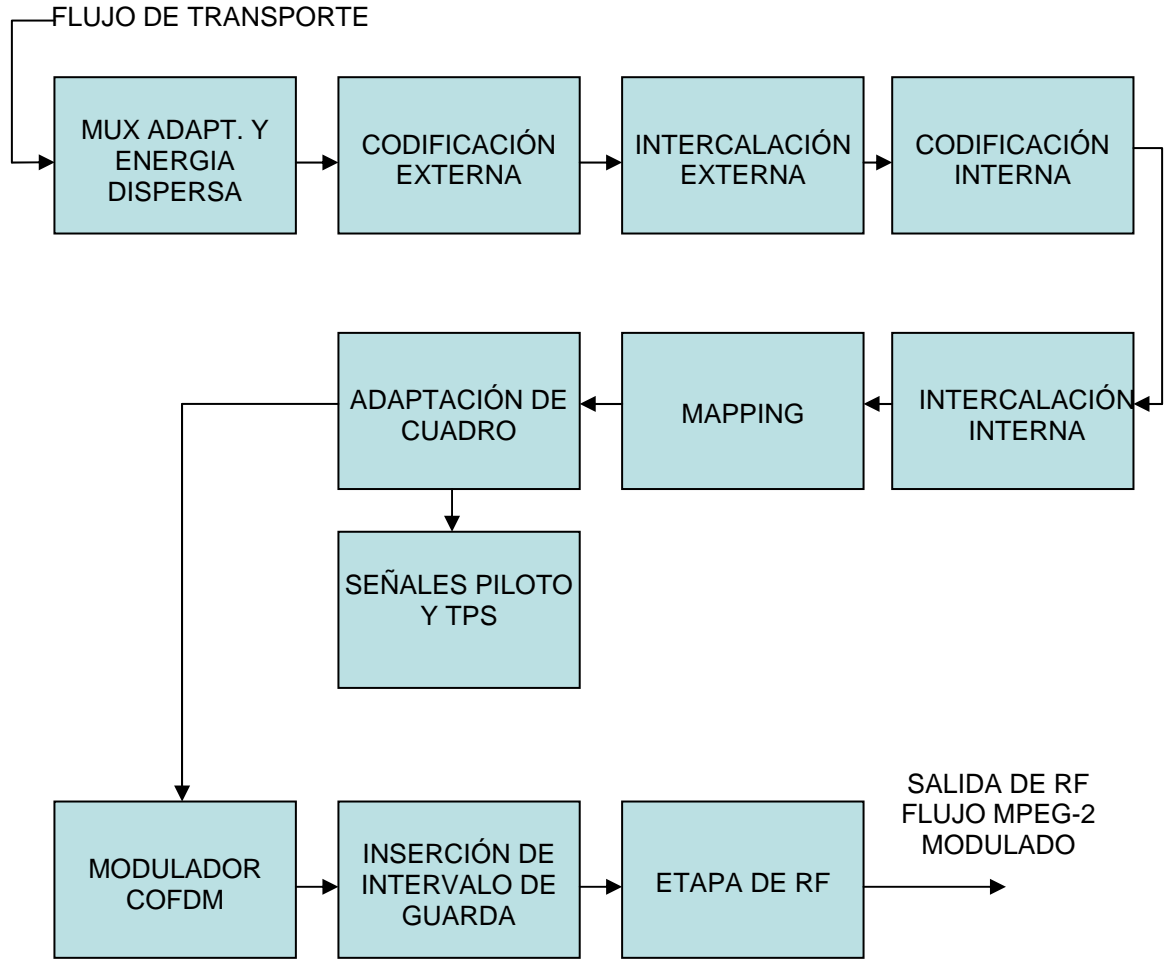 FLUJO DE TRANSPORTE
MUX ADAPT. Y
ENERGIA
DISPERSA
CODIFICACIÓN
EXTERNA
INTERCALACIÓN
EXTERNA
CODIFICACIÓN
INTERNA
ADAPTACIÓN DE
CUADRO
MAPPING
INTERCALACIÓN
INTERNA
SEÑALES PILOTO
Y TPS
MODULADOR
COFDM
INSERCIÓN DE
INTERVALO DE
GUARDA
ETAPA DE RF
SALIDA DE RF
FLUJO MPEG-2
MODULADO